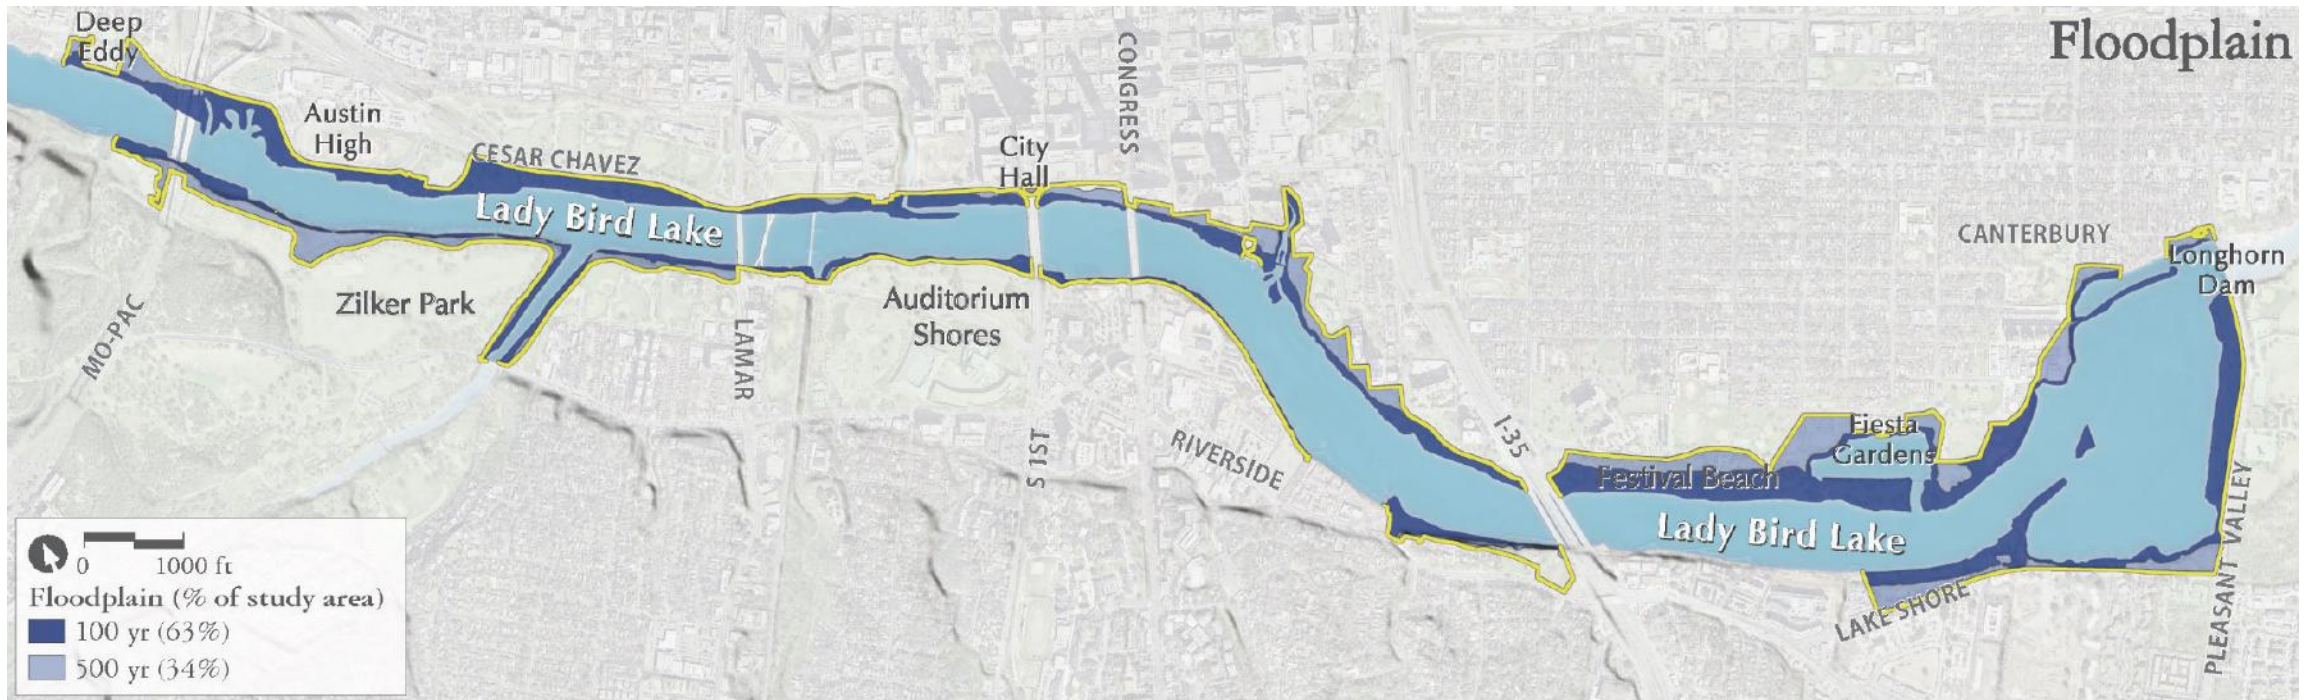 Floodplain
Deep
Eddy
Austin
High
CESAR CHAVEZ
City
Hall
CONGRESS
Lady Bird Lake
Zilker Park
MO-PAC
LAMAR
Auditorium
Shores
S 1ST
RIVERSIDE
I-35
CANTERBURY
Longhorn
Dam
Fiesta
Gardens
Festival Beach
Lady Bird Lake
LAKE SHORE
PLEASANT VALLEY
0 1000 ft
Floodplain (% of study area)
100 yr (63%)
500 yr (34%)